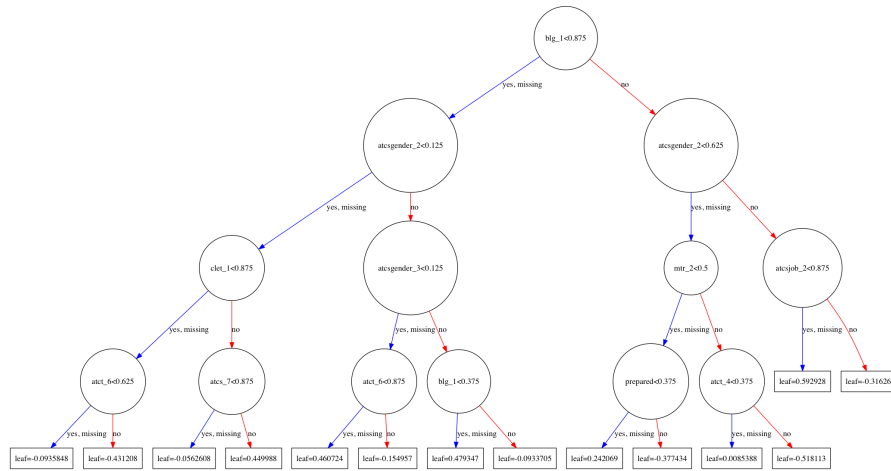 blg_1<0.875
yes, missing
no
atcsgender_2<0.125
atcsgender_2<0.625
yes, missing
no
yes, missing
no
clet_1<0.875
atcsgender_3<0.125
mtr_2<0.5
atcsjob_2<0.875
yes, missing
no
yes, missing
no
yes, missing
no
yes, missing
no
atct_6<0.625
atcs_7<0.875
atct_6<0.875
blg_1<0.375
prepared<0.375
atct_4<0.375
leaf=0.592928
leaf=-0.31626
yes, missing
no
yes, missing
no
yes, missing
no
yes, missing
no
yes, missing
no
yes, missing
no
leaf=-0.0935848
leaf=-0.431208
leaf=-0.0562608
leaf=0.449988
leaf=0.460724
leaf=-0.154957
leaf=0.479347
leaf=-0.0933705
leaf=0.242069
leaf=-0.377434
leaf=0.0085388
leaf=-0.518113